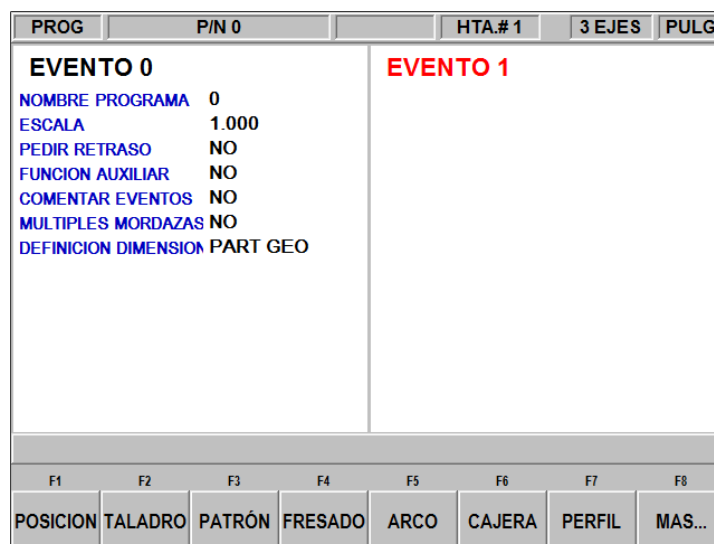 PROG P/N 0 HTA.# 1 3 EJES PULG
EVENTO 0
NOMBRE PROGRAMA 0
ESCALA 1.000
PEDIR RETRASO NO
FUNCION AUXILIAR NO
COMENTAR EVENTOS NO
MULTIPLES MORDAZAS NO
DEFINICION DIMENSION PART GEO
EVENTO 1
F1 F2 F3 F4 F5 F6 F7 F8
POSICION TALADRO PATRÓN FRESADO ARCO CAJERA PERFIL MAS...